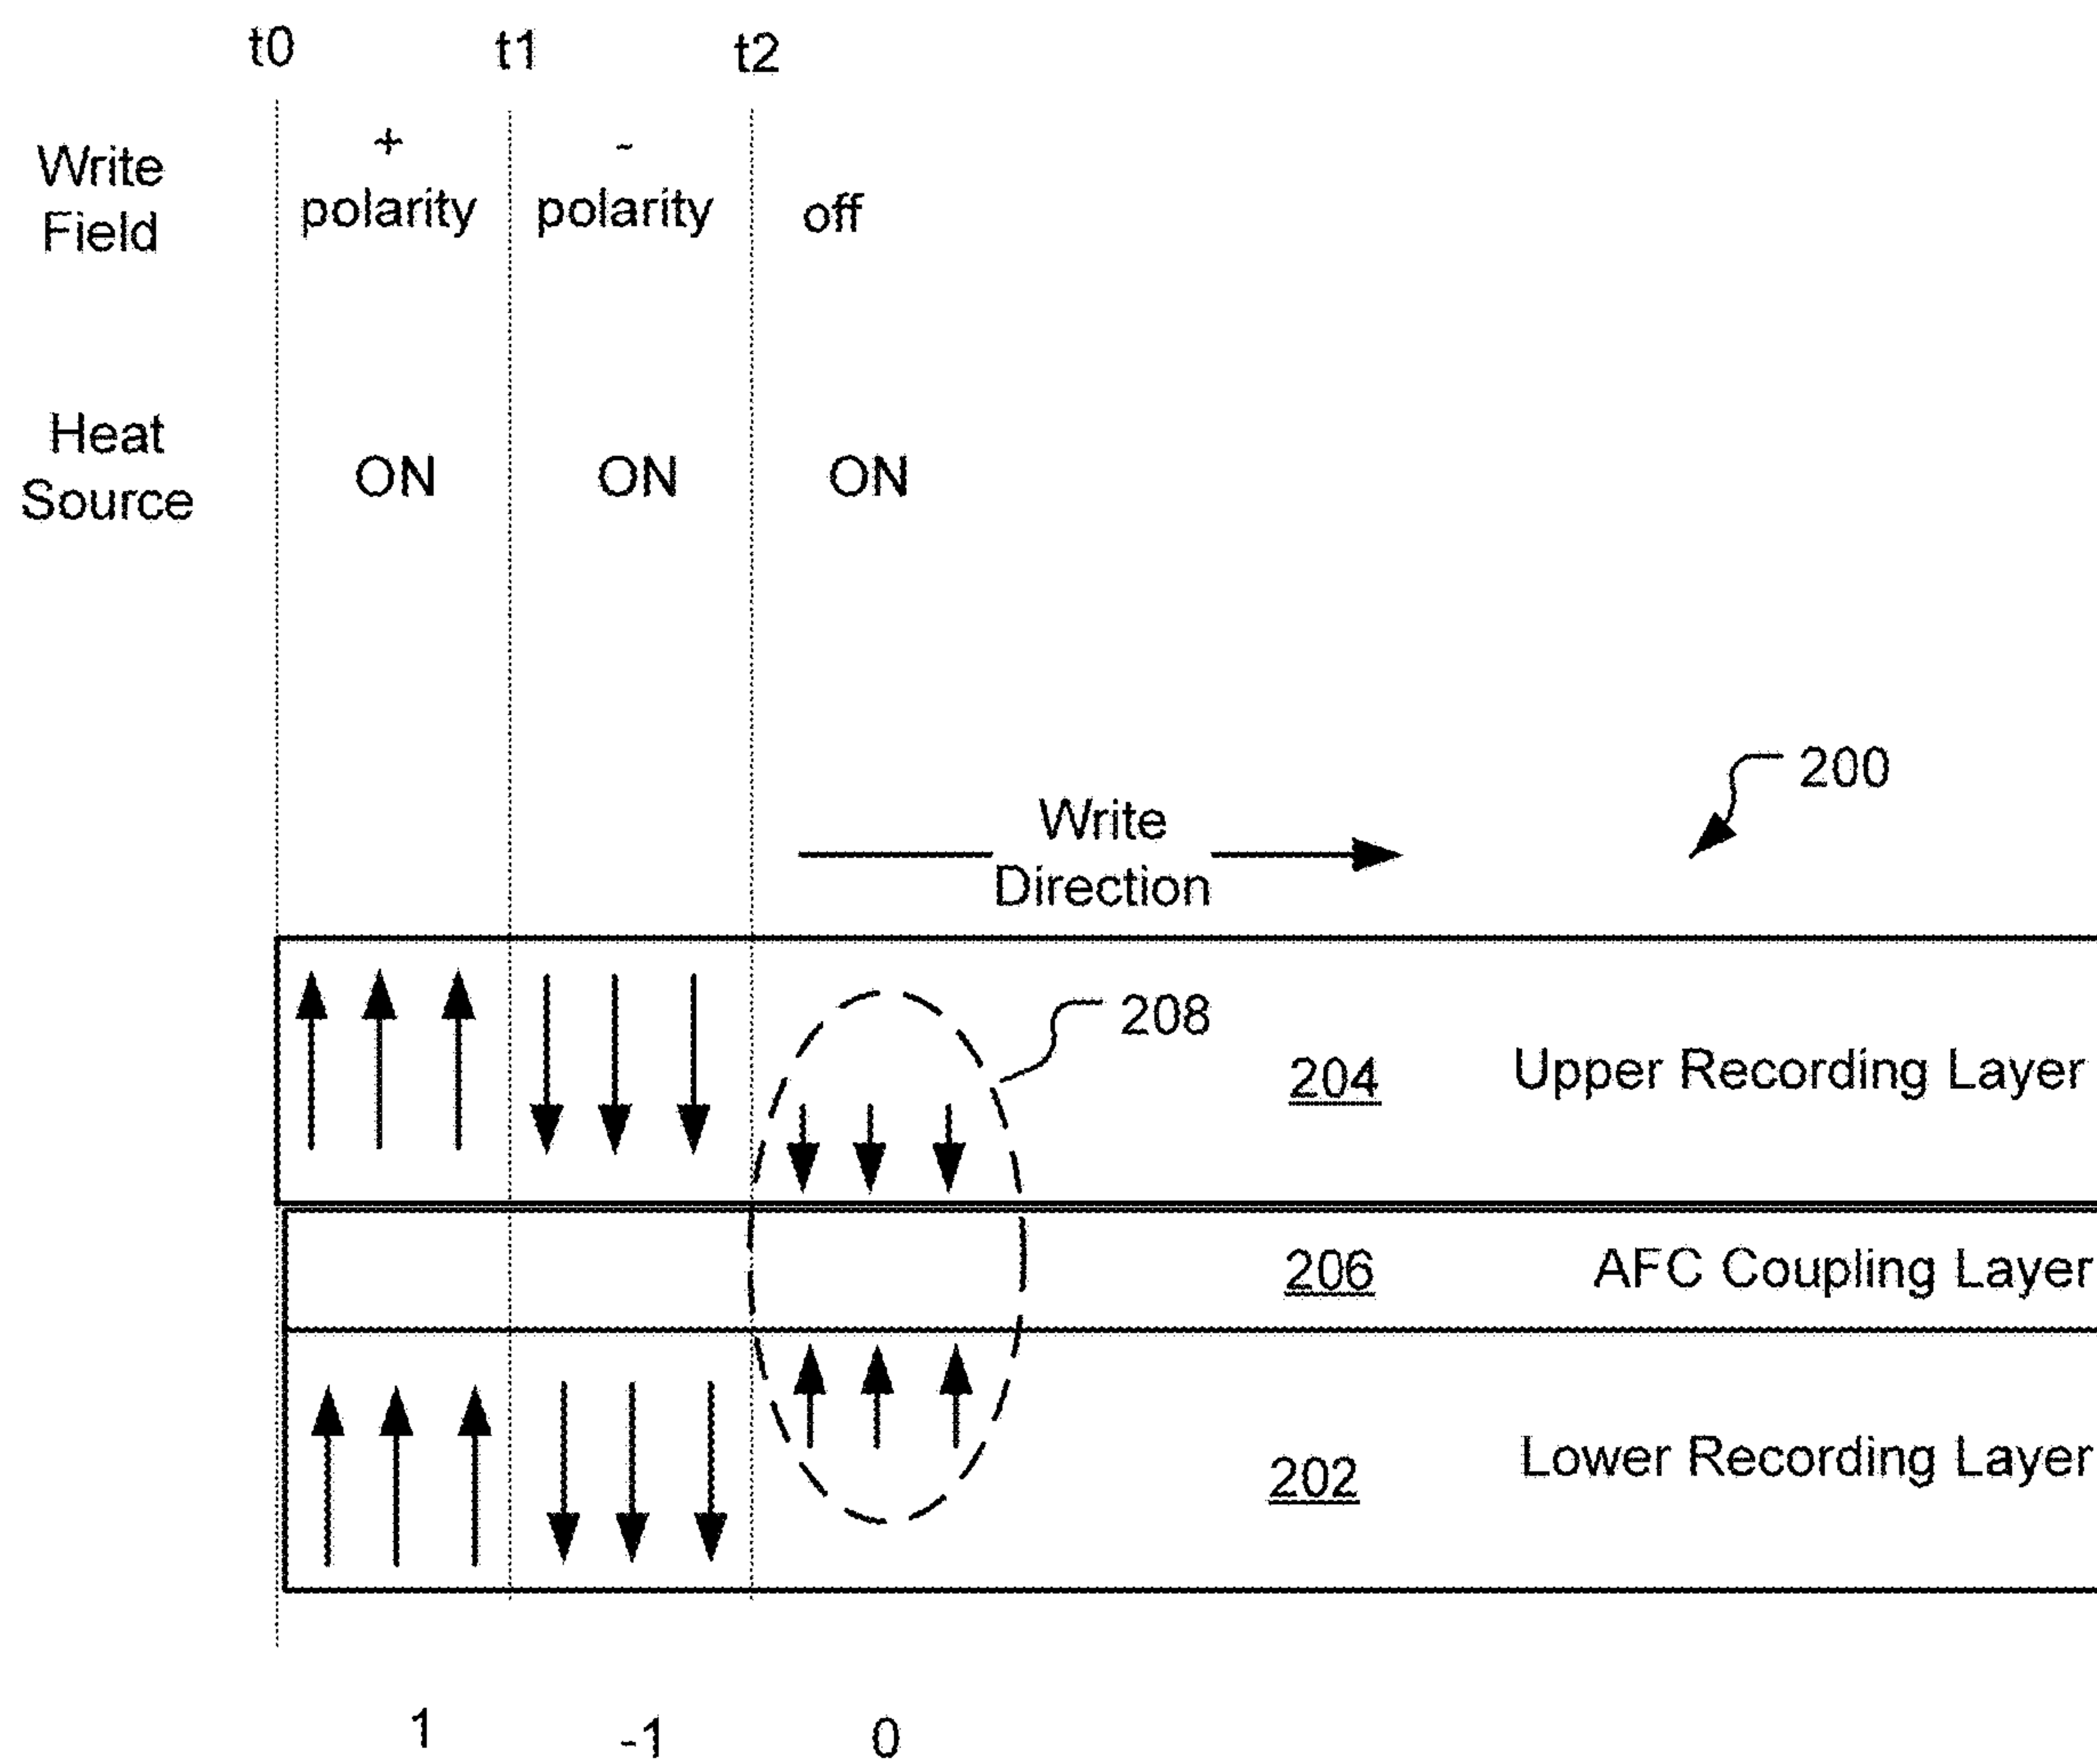 t0 t1 t2
Write Field
+ polarity
- polarity
off
Heat Source
ON ON ON
200
Write Direction
208
204 Upper Recording Layer
206 AFC Coupling Layer
202 Lower Recording Layer
1 -1 0